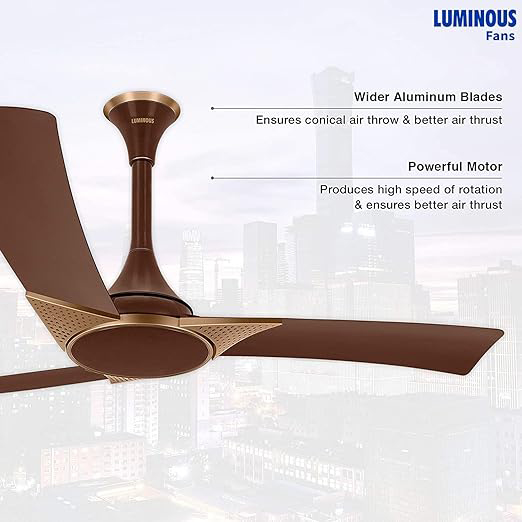 LUMINOUS
Fans
Wider Aluminum Blades
Ensures conical air throw & better air thrust
LUMINOUS
Powerful Motor
Produces high speed of rotation
& ensures better air thrust